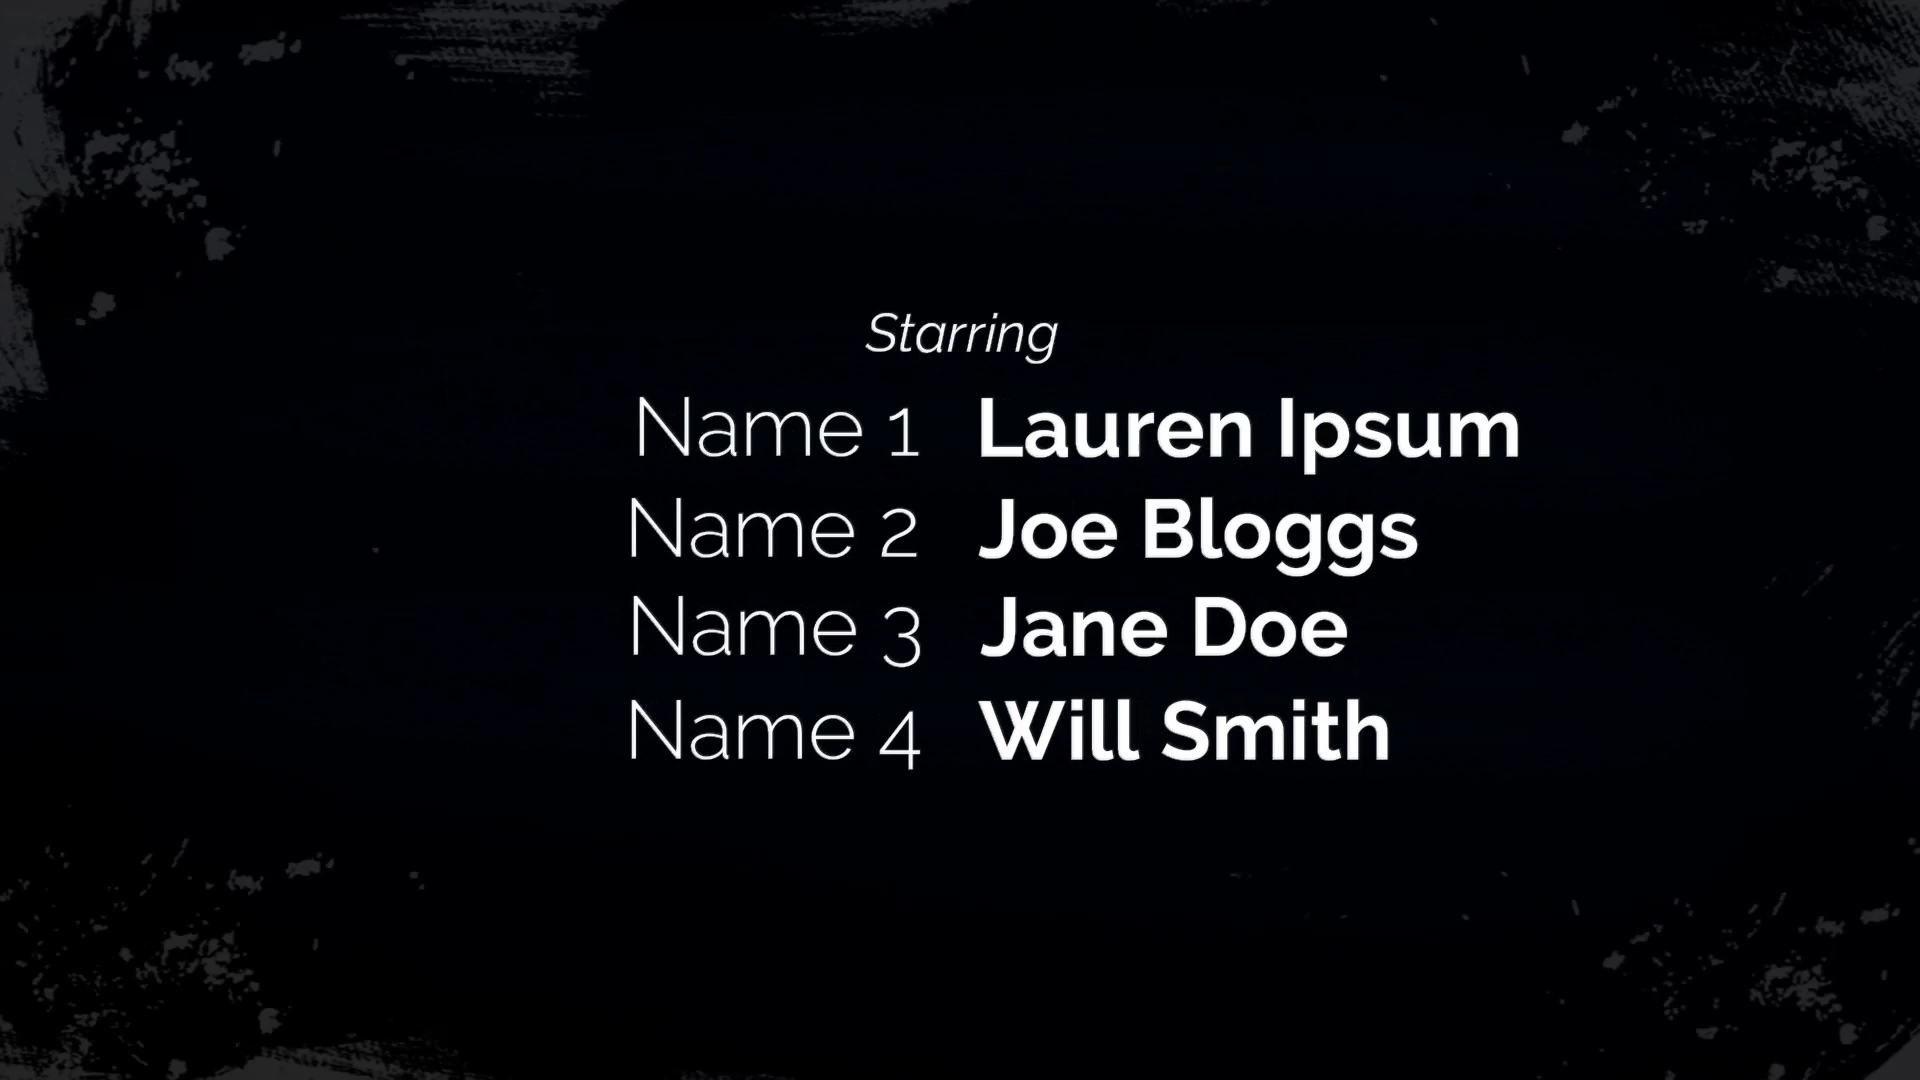 Starring
Name 1 Lauren Ipsum
Name 2 Joe Bloggs
Name 3 Jane Doe
Name 4 Will Smith